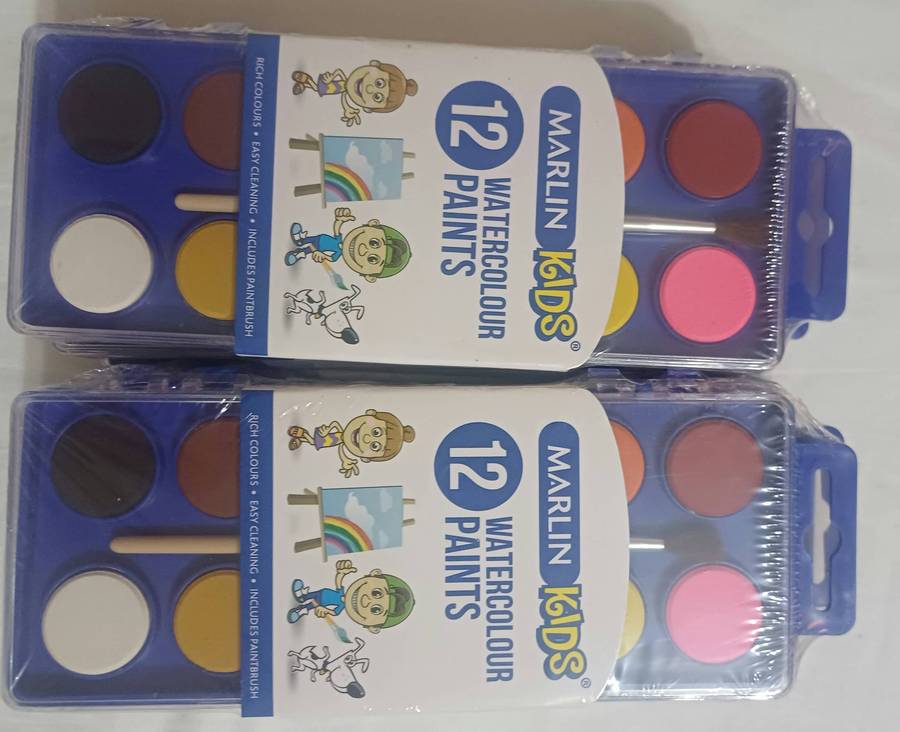 MARLIN KIDS®
12 WATERCOLOUR
PAINTS
RICH COLOURS • EASY CLEANING • INCLUDES PAINTBRUSH
MARLIN KIDS®
12 WATERCOLOUR
PAINTS
RICH COLOURS • EASY CLEANING • INCLUDES PAINTBRUSH